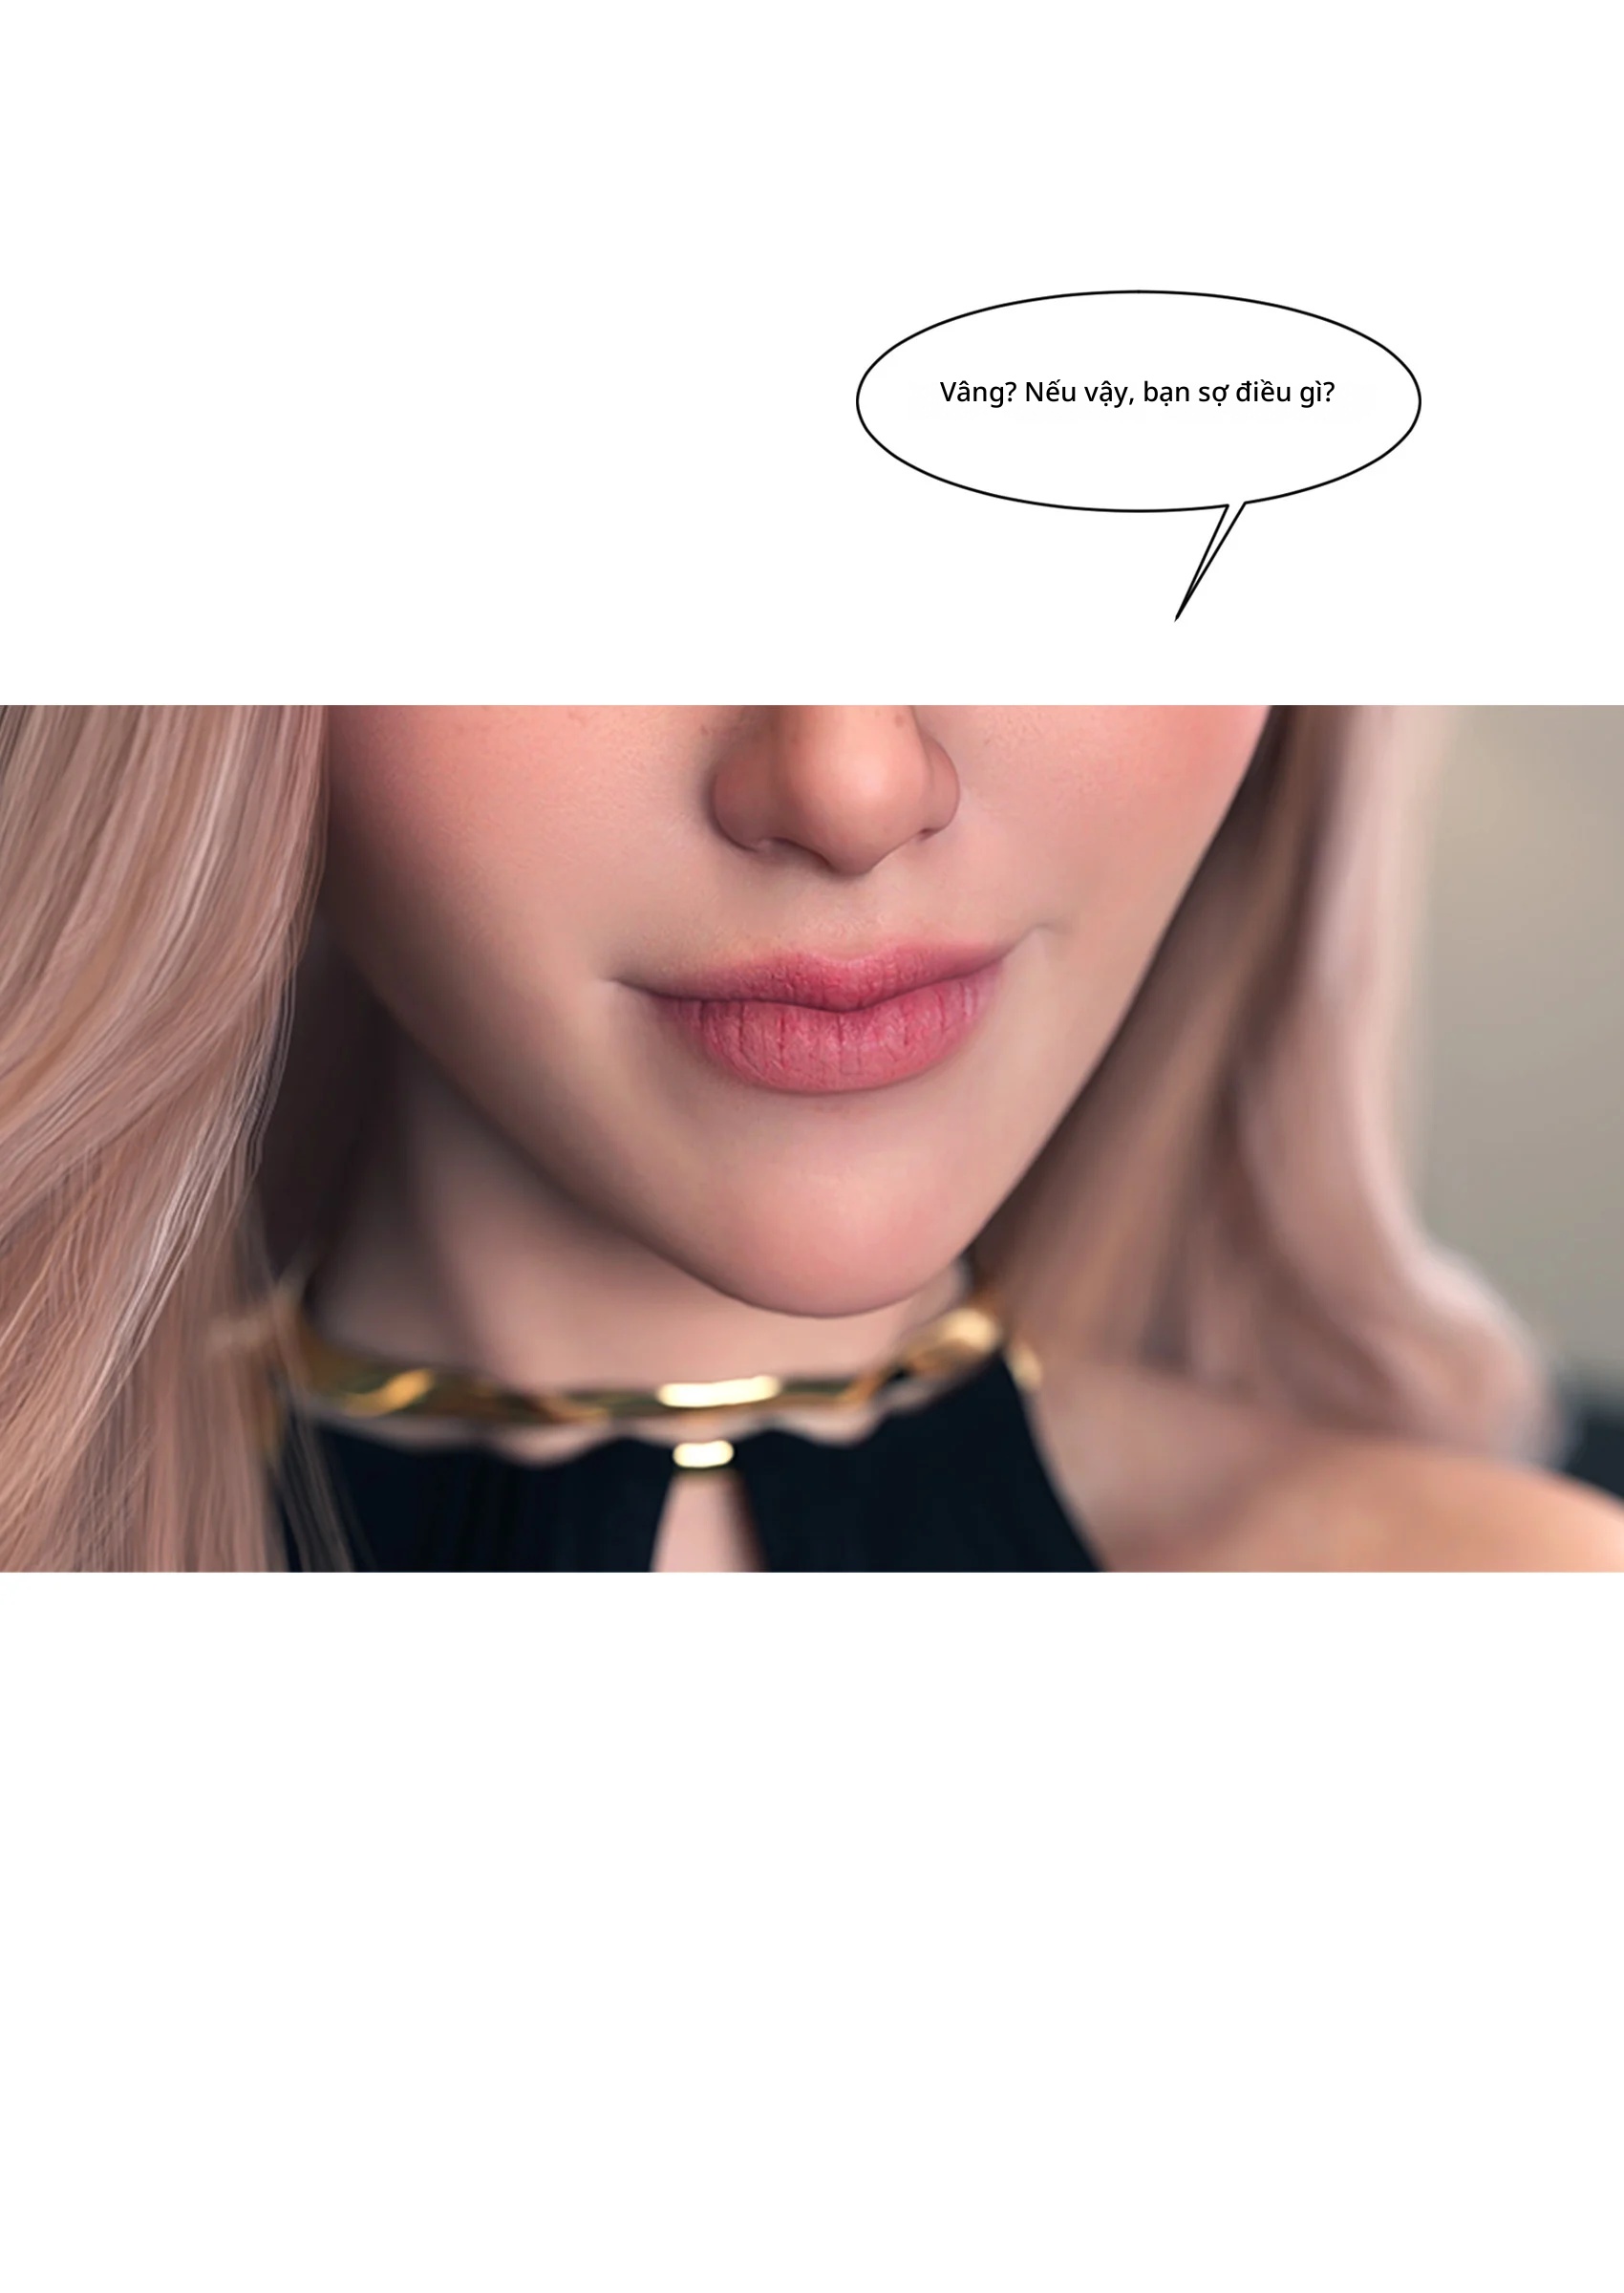 Vâng? Nếu vậy, bạn sợ điều gì?